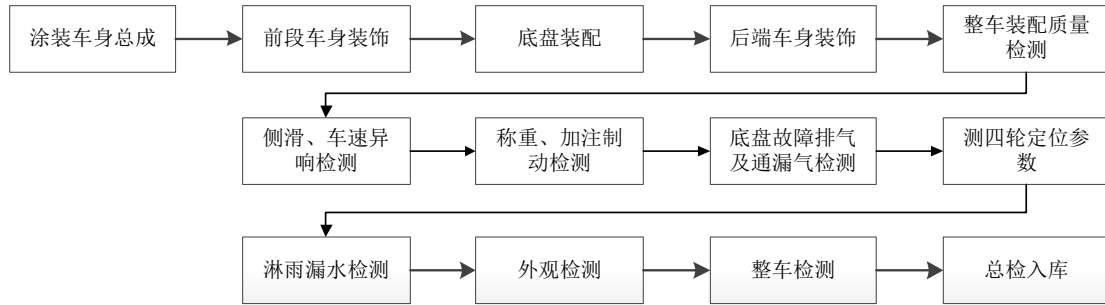 涂装车身总成
前段车身装饰
底盘装配
后端车身装饰
整车装配质量
检测
侧滑、车速异
响检测
称重、加注制
动检测
底盘故障排气
及通漏气检测
测四轮定位参
数
淋雨漏水检测
外观检测
整车检测
总检入库